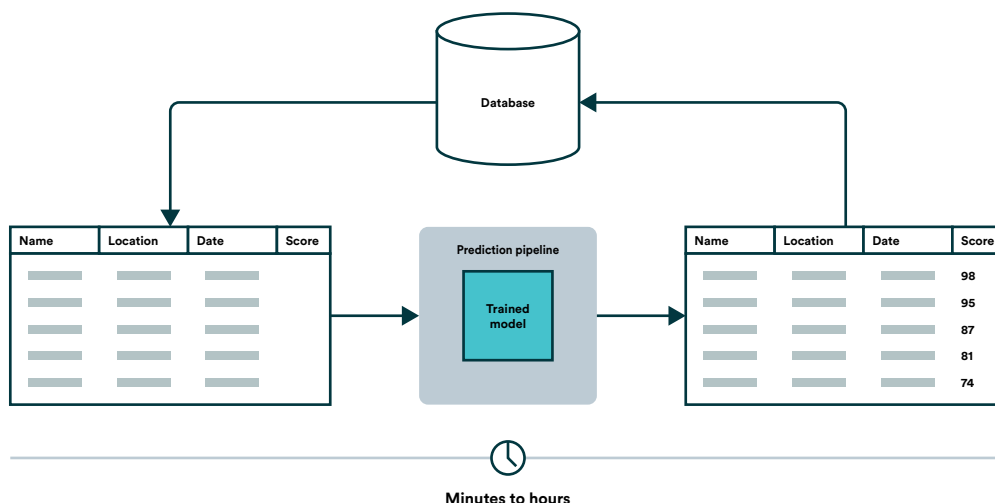 Database
Name Location Date Score
Prediction pipeline
Trained
model
Name Location Date Score
98
95
87
81
74
Minutes to hours